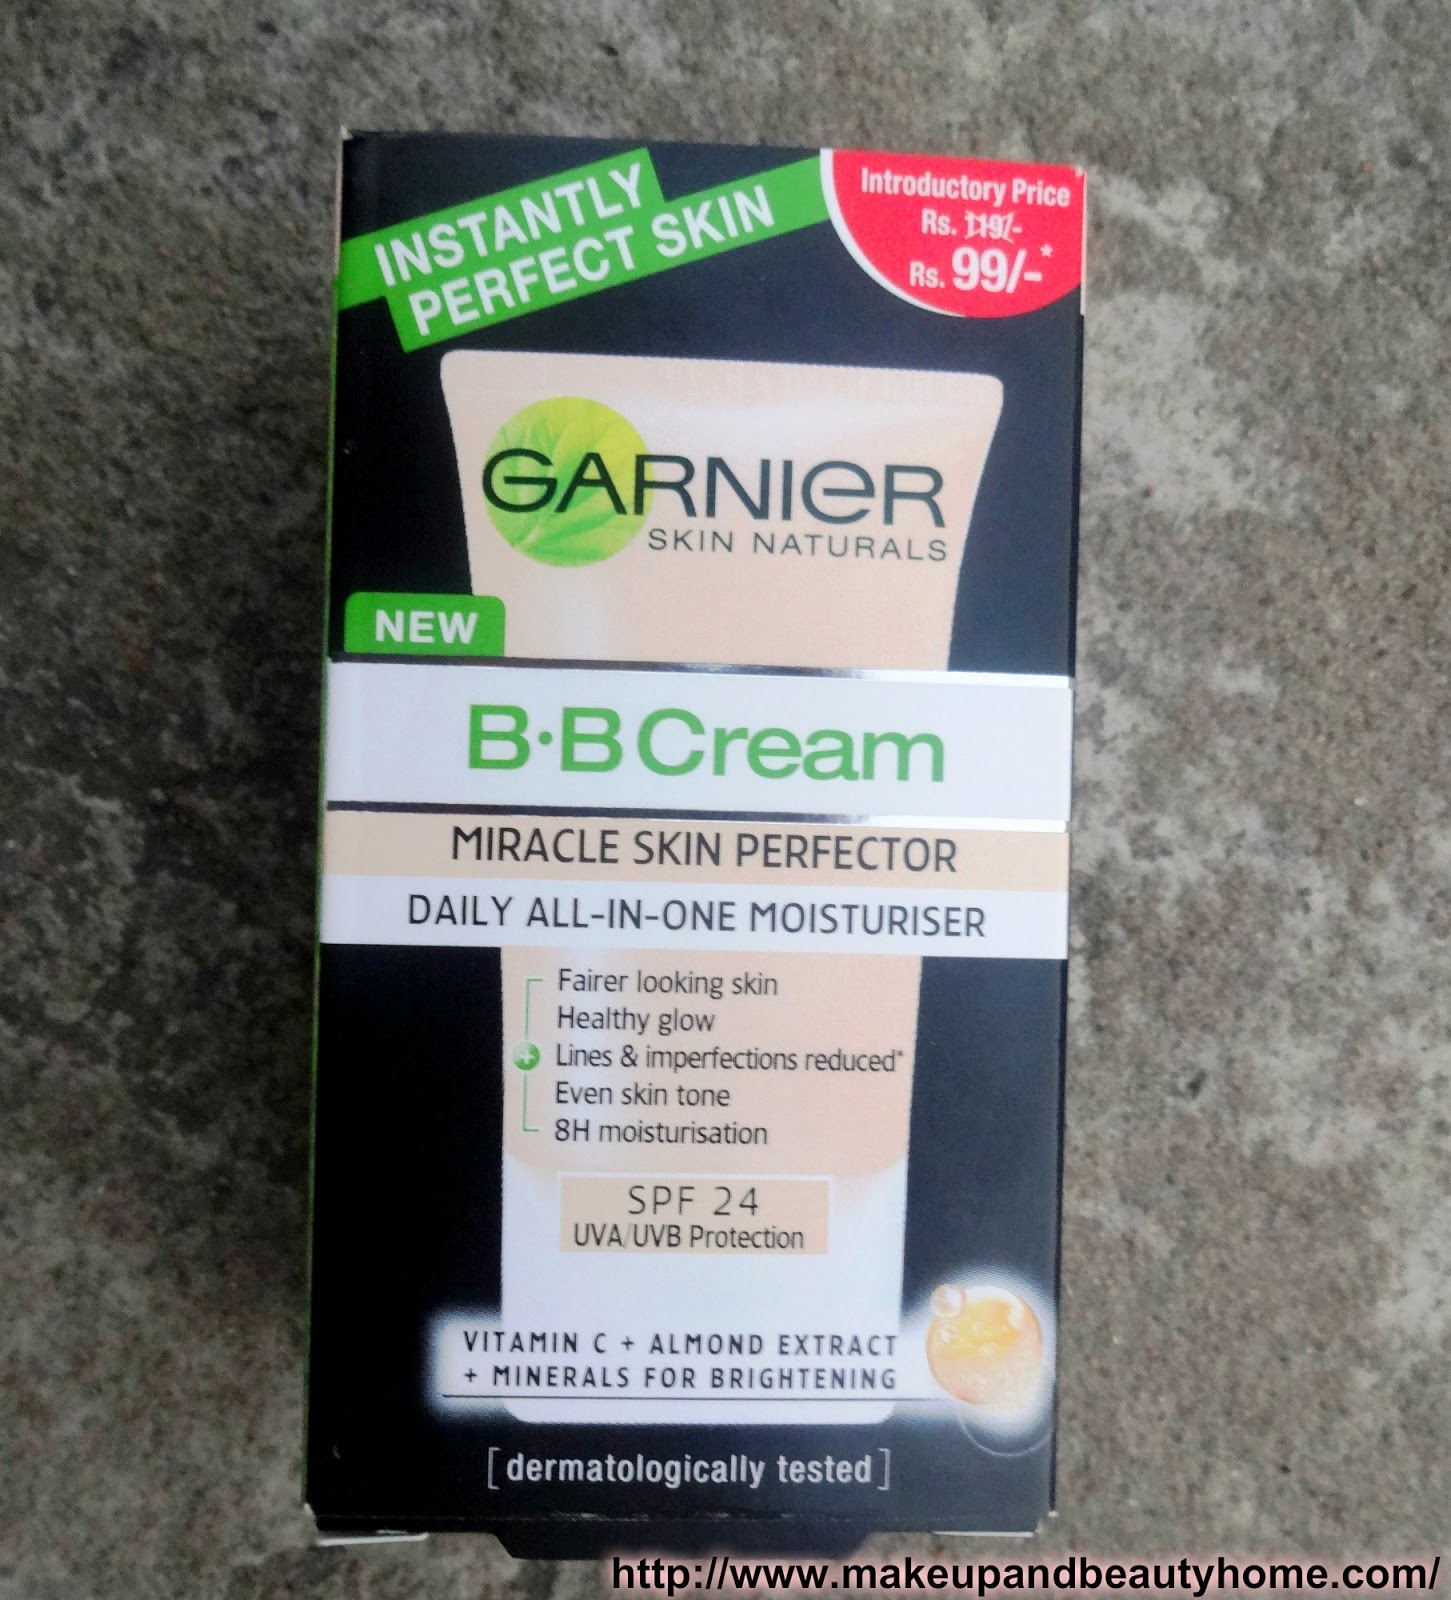 INSTANTLY
PERFECT SKIN
Introductory Price
Rs. 119/-
Rs. 99/-*
GARNIER
SKIN NATURALS
NEW
B·B Cream
MIRACLE SKIN PERFECTOR
DAILY ALL-IN-ONE MOISTURISER
Fairer looking skin
Healthy glow
+ Lines & imperfections reduced*
Even skin tone
8H moisturisation
SPF 24
UVA/UVB Protection
VITAMIN C + ALMOND EXTRACT
+ MINERALS FOR BRIGHTENING
[dermatologically tested]
http://www.makeupandbeautyhome.com/